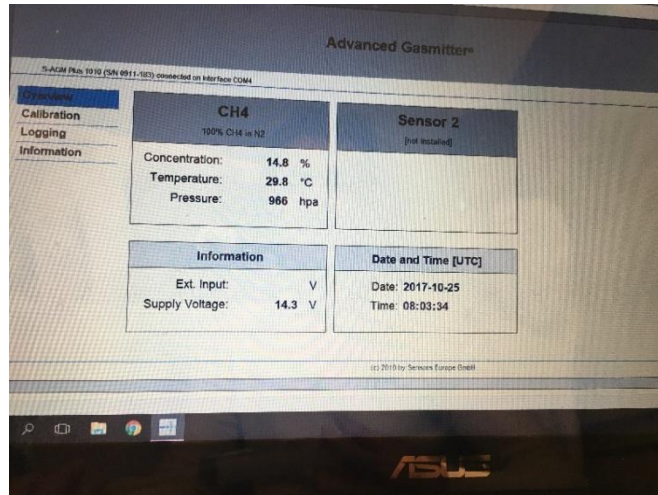 Advanced Gasmitter®
S-AGM Plus 1010 (S/N 0911-183) connected on interface COM4
Overview
Calibration
Logging
Information
CH4
100% CH4 in N2
Concentration: 14.8 %
Temperature: 29.8 °C
Pressure: 966 hpa
Sensor 2
[not installed]
Information
Ext. Input: V
Supply Voltage: 14.3 V
Date and Time [UTC]
Date: 2017-10-25
Time: 08:03:34
(c) 2010 by Sensors Europe GmbH
ASUS